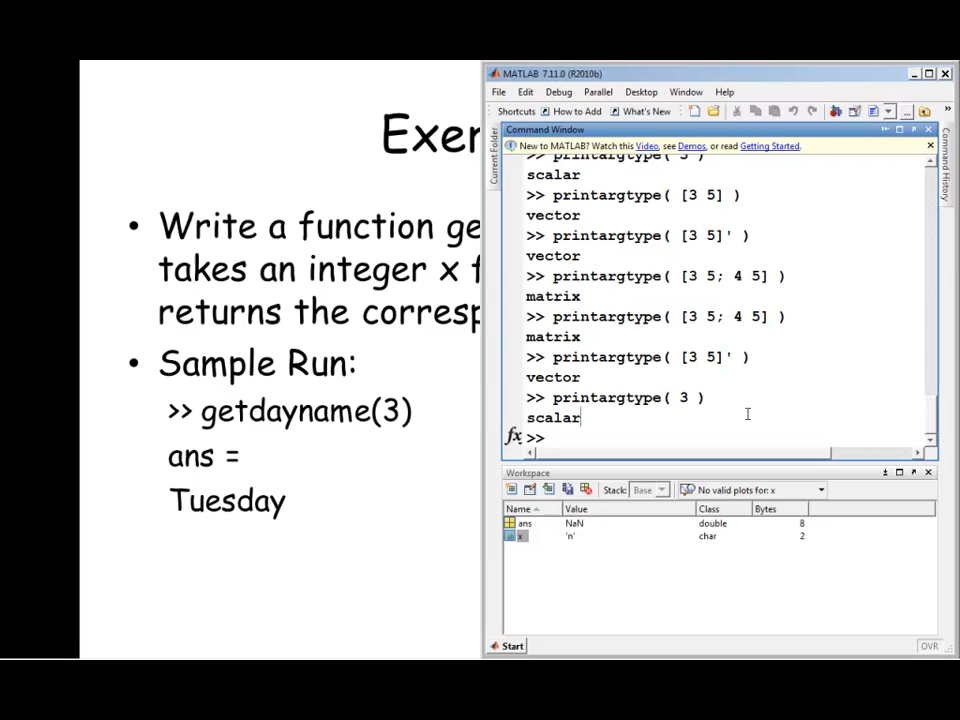 Exer
• Write a function ge
takes an integer x f
returns the corresp
• Sample Run:
>> getdayname(3)
ans =
Tuesday
MATLAB 7.11.0 (R2010b)
File Edit Debug Parallel Desktop Window Help
Shortcuts How to Add What's New
Current Folder
Command Window
Command History
New to MATLAB? Watch this Video, see Demos, or read Getting Started.
>> printargtype( 3 )
scalar
>> printargtype( [3 5] )
vector
>> printargtype( [3 5]' )
vector
>> printargtype( [3 5; 4 5] )
matrix
>> printargtype( [3 5; 4 5] )
matrix
>> printargtype( [3 5]' )
vector
>> printargtype( 3 )
scalar
fx >>
Workspace
Stack: Base No valid plots for: x
Name Value Class Bytes
ans NaN double 8
x 'n' char 2
Start OVR